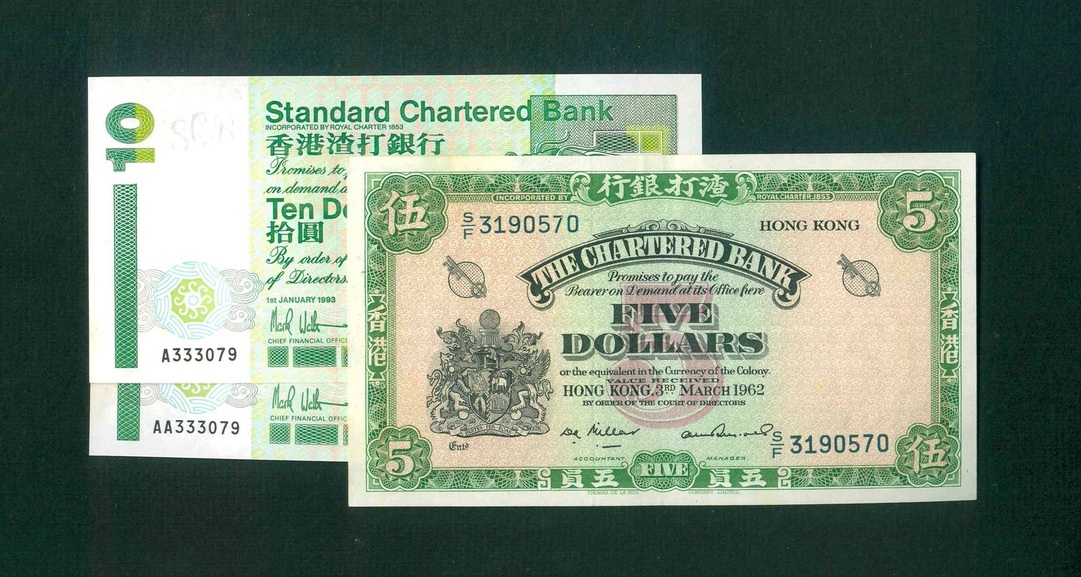 10
Standard Chartered Bank
INCORPORATED BY ROYAL CHARTER 1853
香港渣打銀行
Promises to
on demand
Ten Do
拾圓
By order of
of Directors
1st JANUARY 1993
CHIEF FINANCIAL OFFIC
A333079
CHIEF FINANCIAL OFFIC
AA333079
行銀打渣
INCORPORATED BY ROYAL CHARTER 1853
伍 5
S/F 3190570
HONG KONG
THE CHARTERED BANK
Promises to pay the
Bearer on Demand at its Office here
FIVE
DOLLARS
5
or the equivalent in the Currency of the Colony.
VALUE RECEIVED
HONG KONG, 3RD MARCH 1962
BY ORDER OF THE COURT OF DIRECTORS
香港
香港
Entd
S/F 3190570
ACCOUNTANT MANAGER
5 伍
員五 FIVE 員五